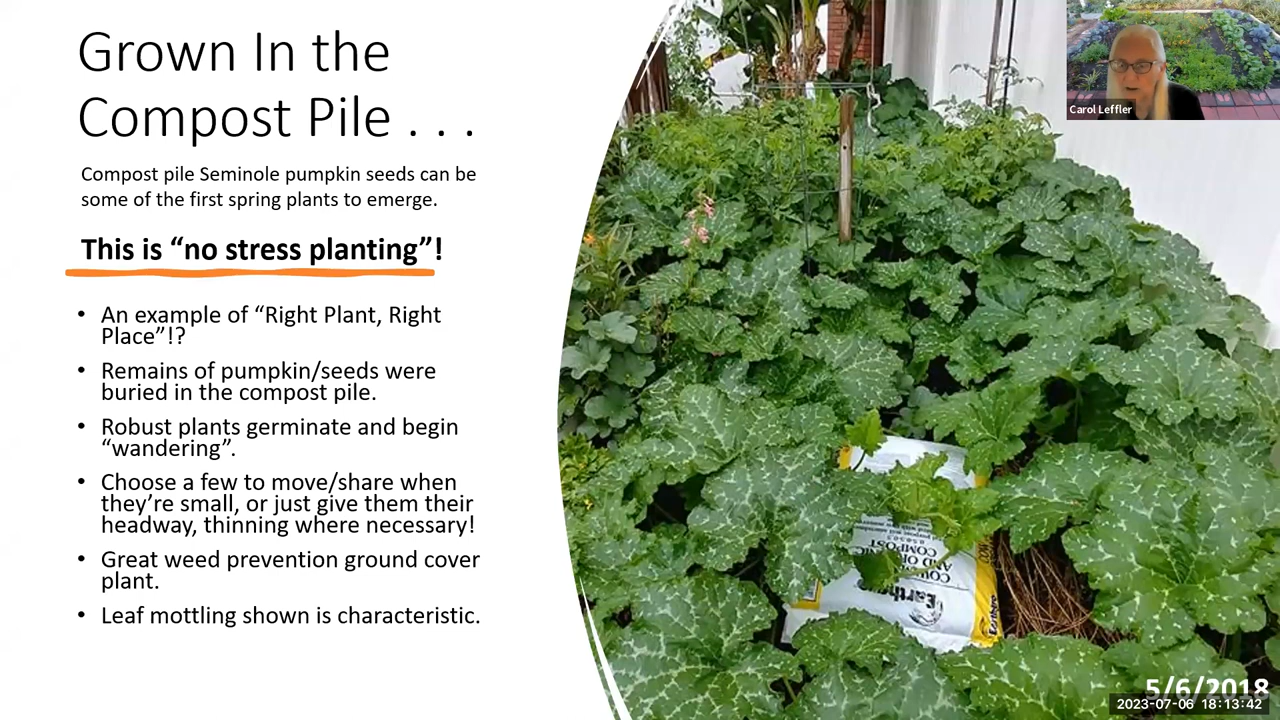 Grown In the
Compost Pile . . .
Compost pile Seminole pumpkin seeds can be
some of the first spring plants to emerge.
This is “no stress planting”!
• An example of “Right Plant, Right
Place”!?
• Remains of pumpkin/seeds were
buried in the compost pile.
• Robust plants germinate and begin
“wandering”.
• Choose a few to move/share when
they’re small, or just give them their
headway, thinning where necessary!
• Great weed prevention ground cover
plant.
• Leaf mottling shown is characteristic.
Carol Leffler
COMPOST
5/6/2018
2023-07-06 18:13:42